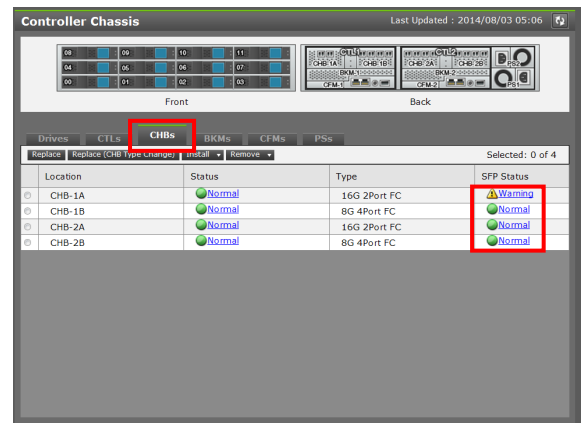 Controller Chassis Last Updated : 2014/08/03 05:06
08 09 10 11
04 05 06 07
00 01 02 03
CTL1 CTL2
CHB-1A CHB-1B CHB-2A CHB-2B
BKM-1 BKM-2
CFM-1 CFM-2
PS2
PS1
Front Back
Drives CTLs CHBs BKMs CFMs PSs
Replace Replace (CHB Type Change) Install Remove Selected: 0 of 4
Location Status Type SFP Status
CHB-1A Normal 16G 2Port FC Warning
CHB-1B Normal 8G 4Port FC Normal
CHB-2A Normal 16G 2Port FC Normal
CHB-2B Normal 8G 4Port FC Normal